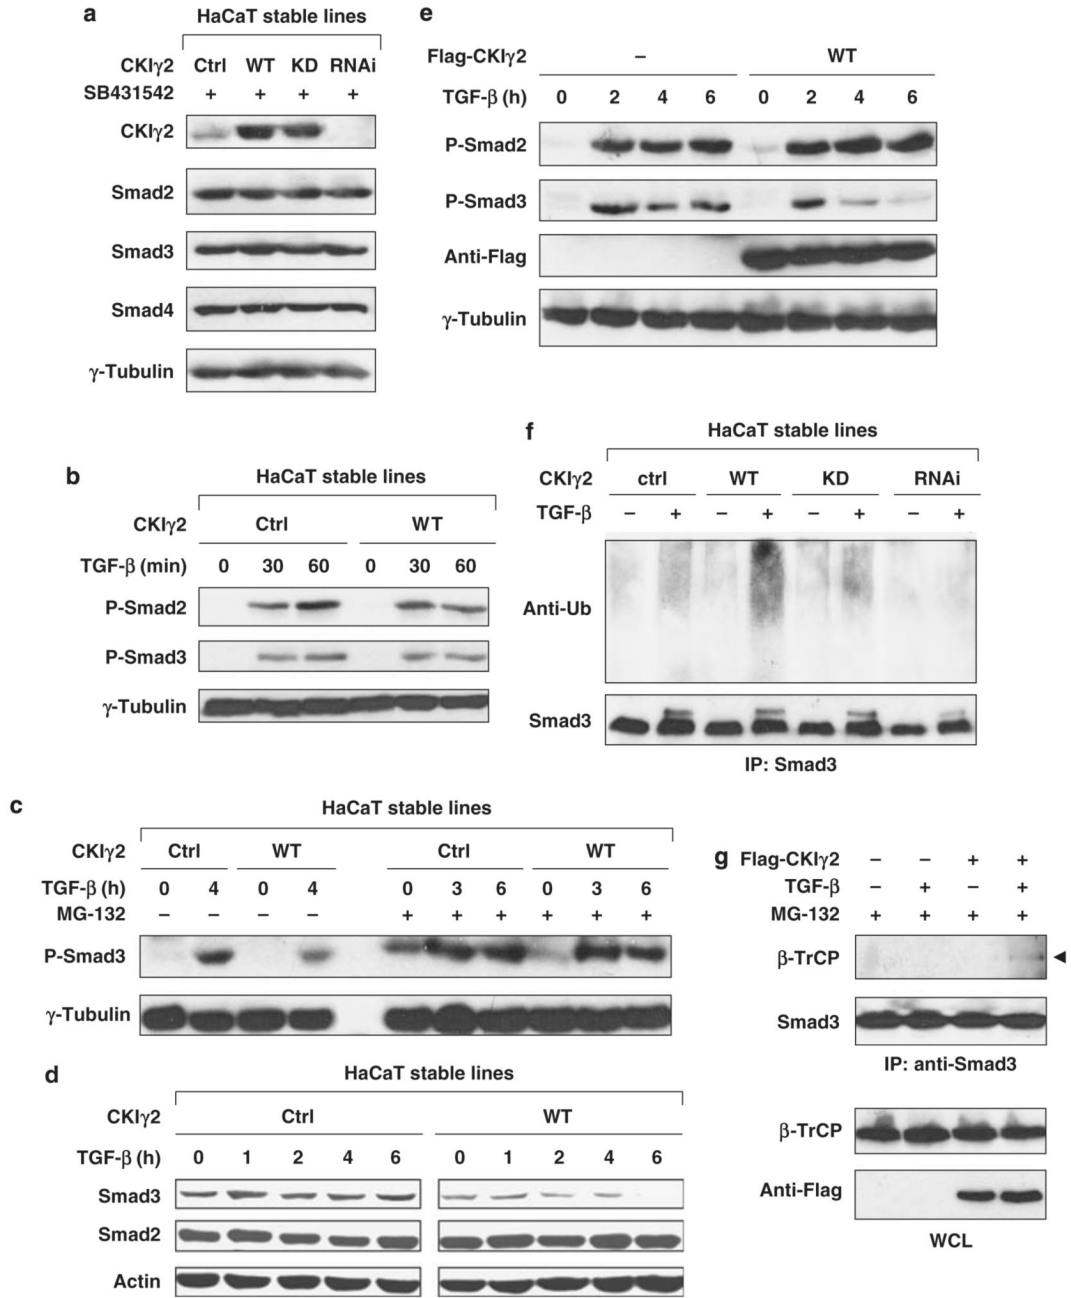 a
HaCaT stable lines
CKIγ2 Ctrl WT KD RNAi
SB431542 + + + +
CKIγ2
Smad2
Smad3
Smad4
γ-Tubulin
e
Flag-CKIγ2 – WT
TGF-β (h) 0 2 4 6 0 2 4 6
P-Smad2
P-Smad3
Anti-Flag
γ-Tubulin
b
HaCaT stable lines
CKIγ2 Ctrl WT
TGF-β (min) 0 30 60 0 30 60
P-Smad2
P-Smad3
γ-Tubulin
f
HaCaT stable lines
CKIγ2 ctrl WT KD RNAi
TGF-β – + – + – + – +
Anti-Ub
Smad3
IP: Smad3
c
HaCaT stable lines
CKIγ2 Ctrl WT Ctrl WT
TGF-β (h) 0 4 0 4 0 3 6 0 3 6
MG-132 – – – – + + + + + +
P-Smad3
γ-Tubulin
d
HaCaT stable lines
CKIγ2 Ctrl WT
TGF-β (h) 0 1 2 4 6 0 1 2 4 6
Smad3
Smad2
Actin
g
Flag-CKIγ2 – – + +
TGF-β – + – +
MG-132 + + + +
β-TrCP
Smad3
IP: anti-Smad3
β-TrCP
Anti-Flag
WCL